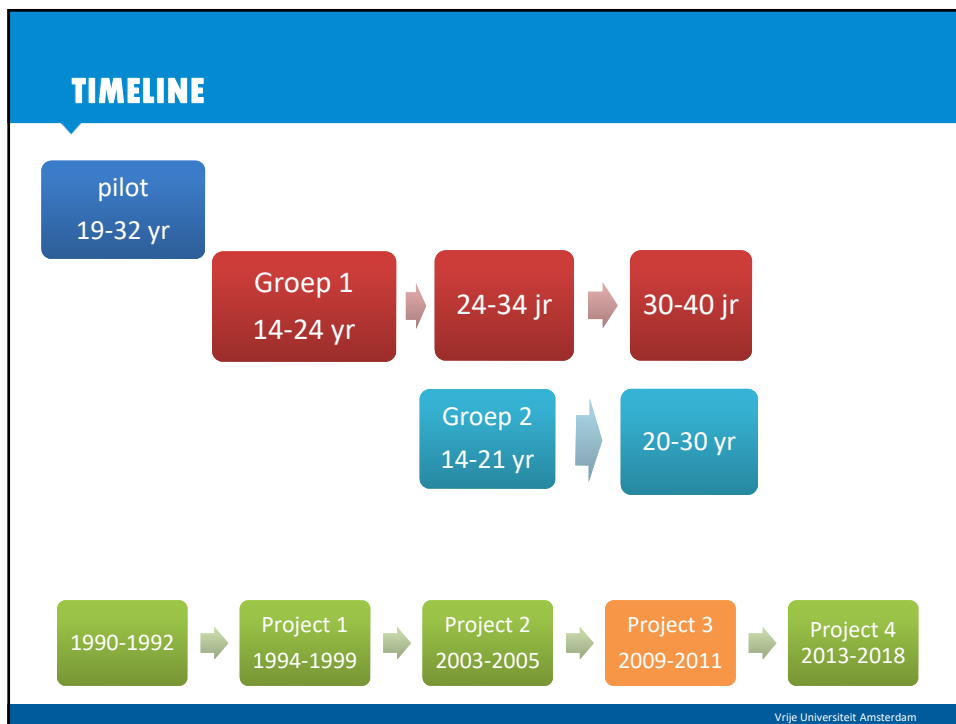 TIMELINE
pilot
19-32 yr
Groep 1
14-24 yr
24-34 jr
30-40 jr
Groep 2
14-21 yr
20-30 yr
1990-1992
Project 1
1994-1999
Project 2
2003-2005
Project 3
2009-2011
Project 4
2013-2018
Vrije Universiteit Amsterdam